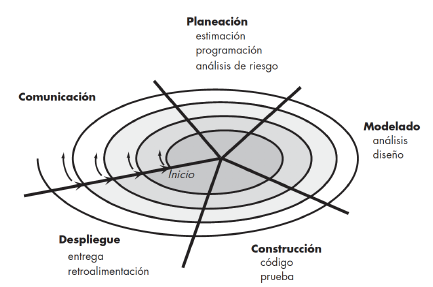 Planeación
estimación
programación
análisis de riesgo
Comunicación
Modelado
análisis
diseño
Inicio
Despliegue
entrega
retroalimentación
Construcción
código
prueba